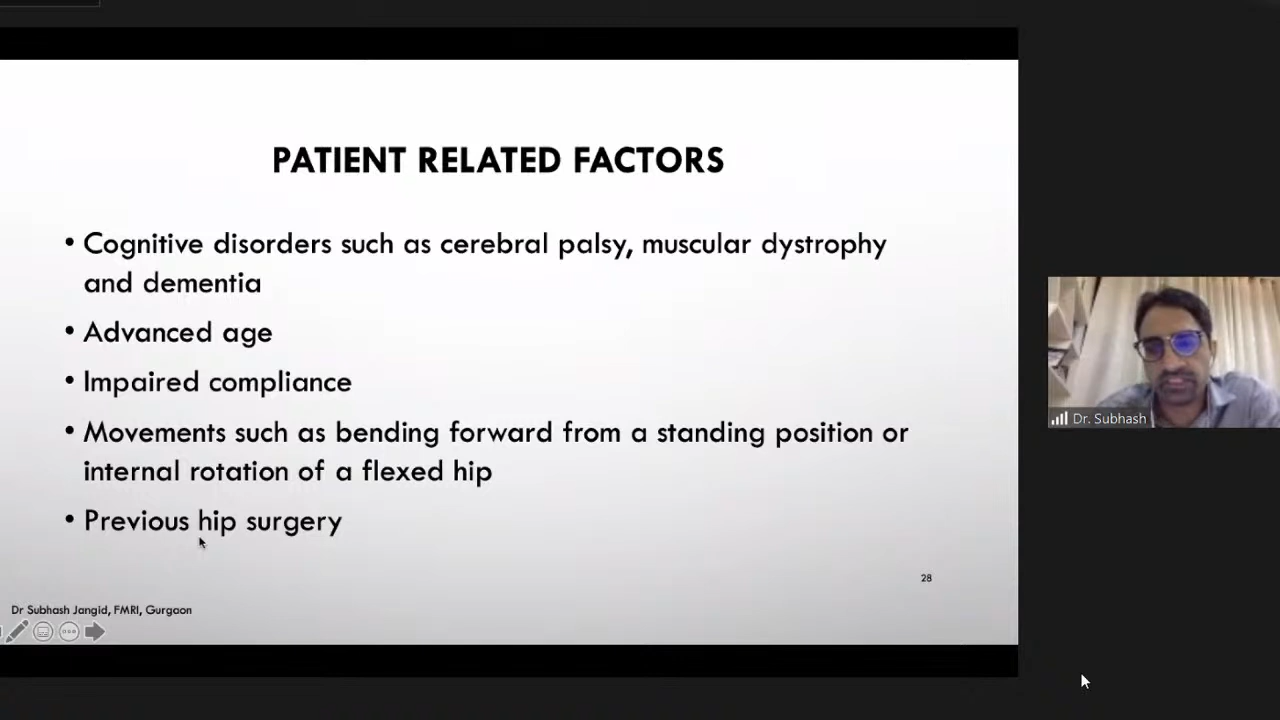 PATIENT RELATED FACTORS
• Cognitive disorders such as cerebral palsy, muscular dystrophy
and dementia
• Advanced age
• Impaired compliance
• Movements such as bending forward from a standing position or
internal rotation of a flexed hip
• Previous hip surgery
28
Dr Subhash Jangid, FMRI, Gurgaon
Dr. Subhash